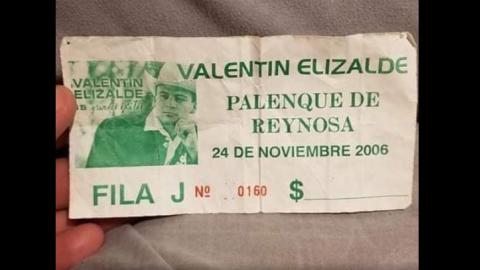 VALENTIN ELIZALDE
VALENTIN
ELIZALDE
PALENQUE DE
REYNOSA
24 DE NOVIEMBRE 2006
FILA J Nº 0160 $